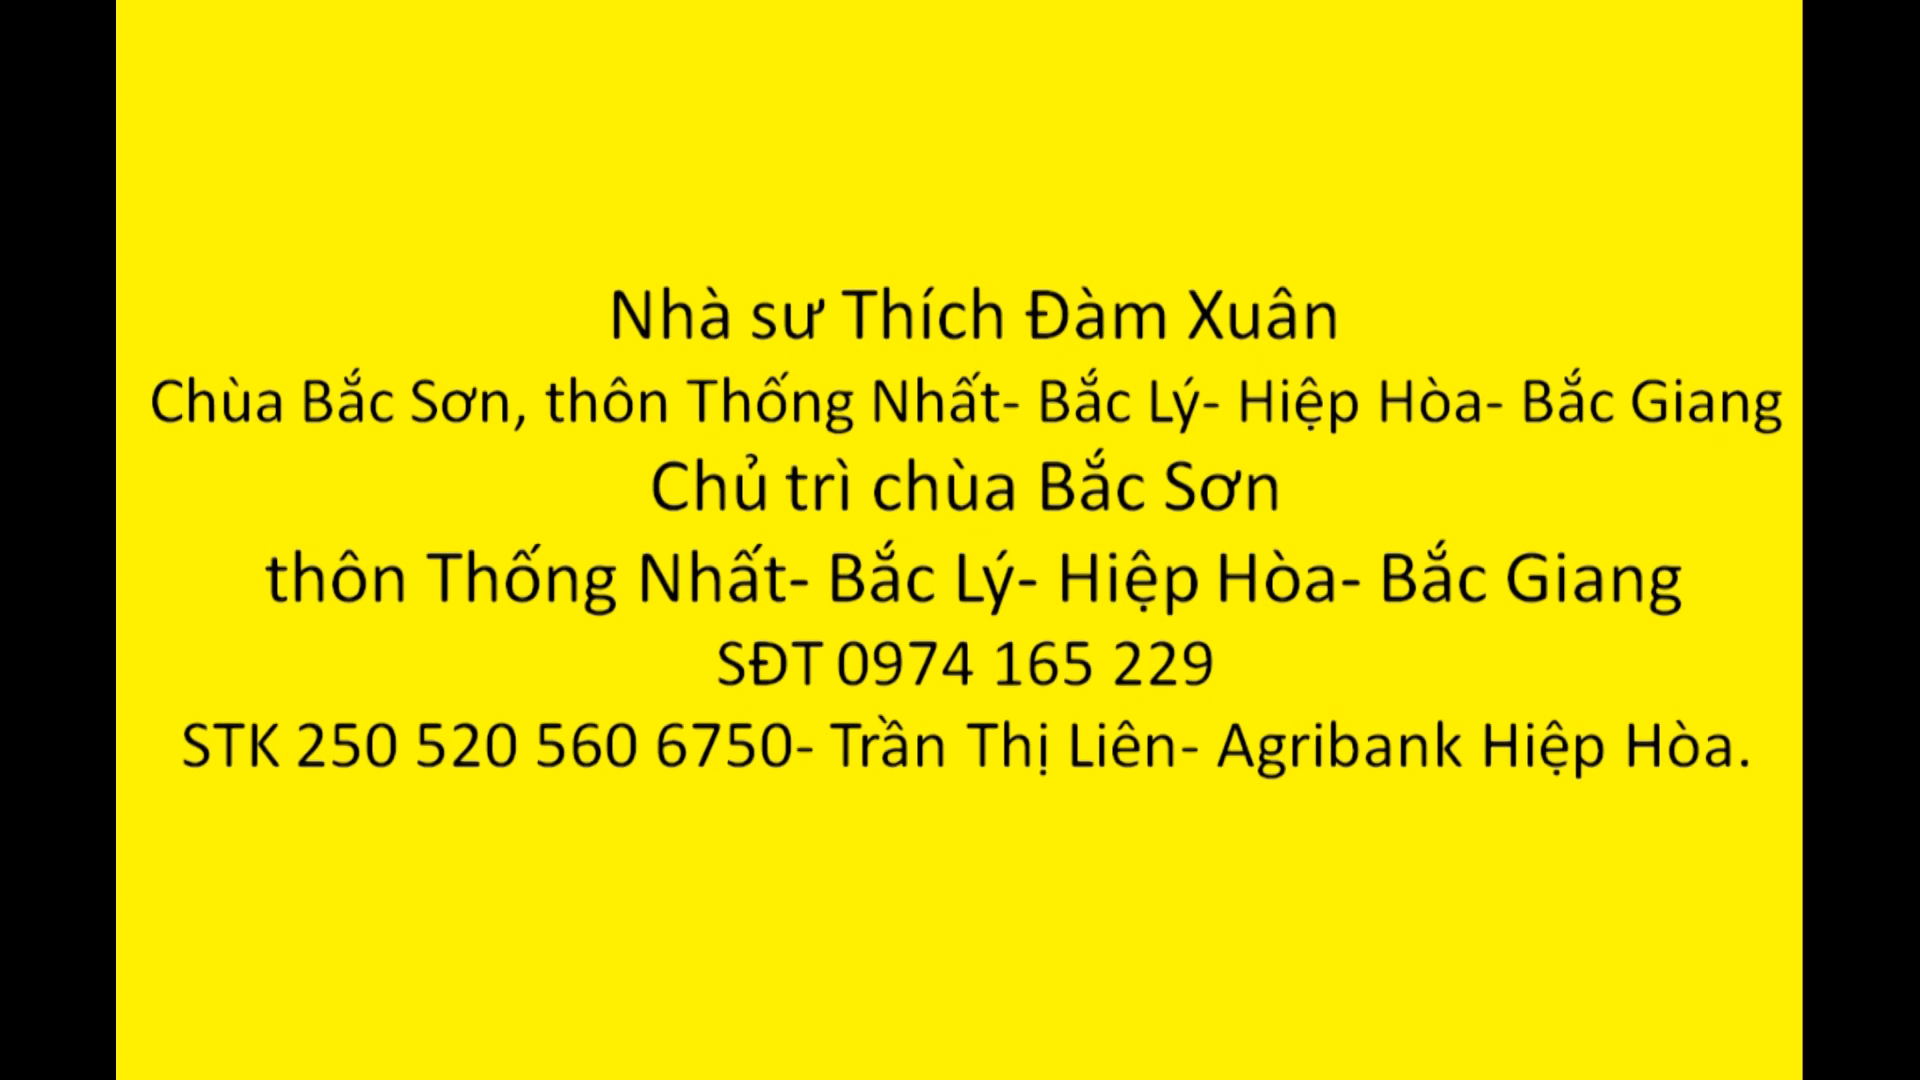 Nhà sư Thích Đàm Xuân
Chùa Bắc Sơn, thôn Thống Nhất- Bắc Lý- Hiệp Hòa- Bắc Giang
Chủ trì chùa Bắc Sơn
thôn Thống Nhất- Bắc Lý- Hiệp Hòa- Bắc Giang
SĐT 0974 165 229
STK 250 520 560 6750- Trần Thị Liên- Agribank Hiệp Hòa.